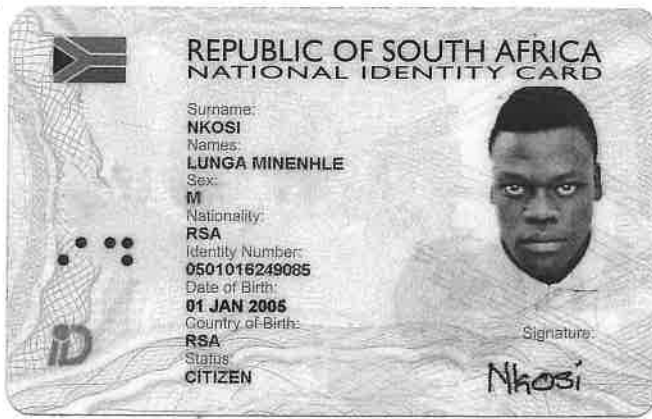 REPUBLIC OF SOUTH AFRICA
NATIONAL IDENTITY CARD
Surname:
NKOSI
Names:
LUNGA MINENHLE
Sex:
M
Nationality:
RSA
Identity Number:
0501016249085
Date of Birth:
01 JAN 2005
Country of Birth:
RSA
Status:
CITIZEN
Signature:
Nkosi
iD